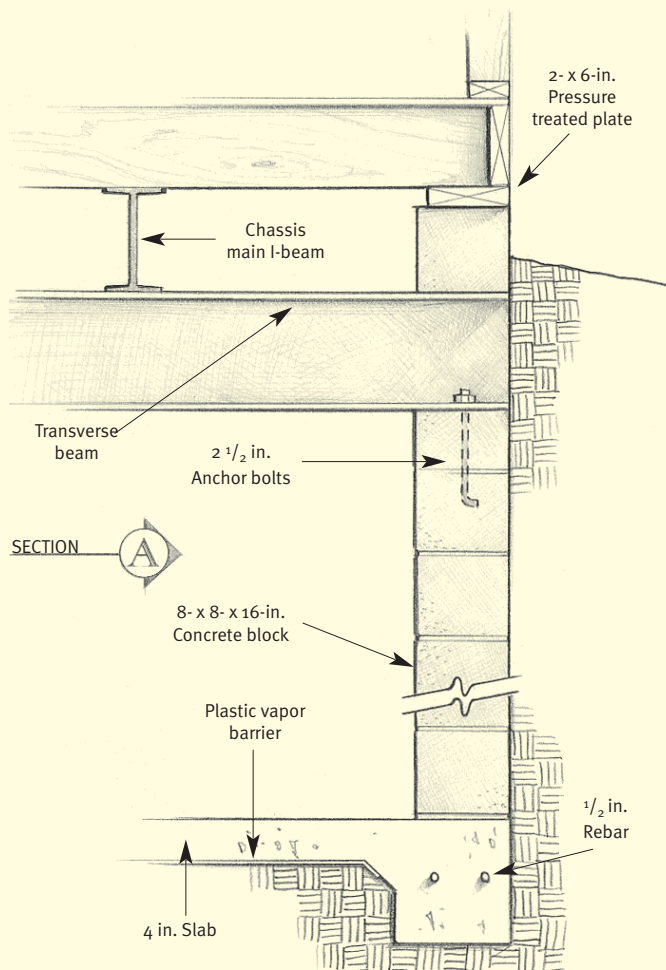 2- x 6-in.
Pressure
treated plate
Chassis
main I-beam
Transverse
beam
2 1/2 in.
Anchor bolts
SECTION
A
8- x 8- x 16-in.
Concrete block
Plastic vapor
barrier
1/2 in.
Rebar
4 in. Slab